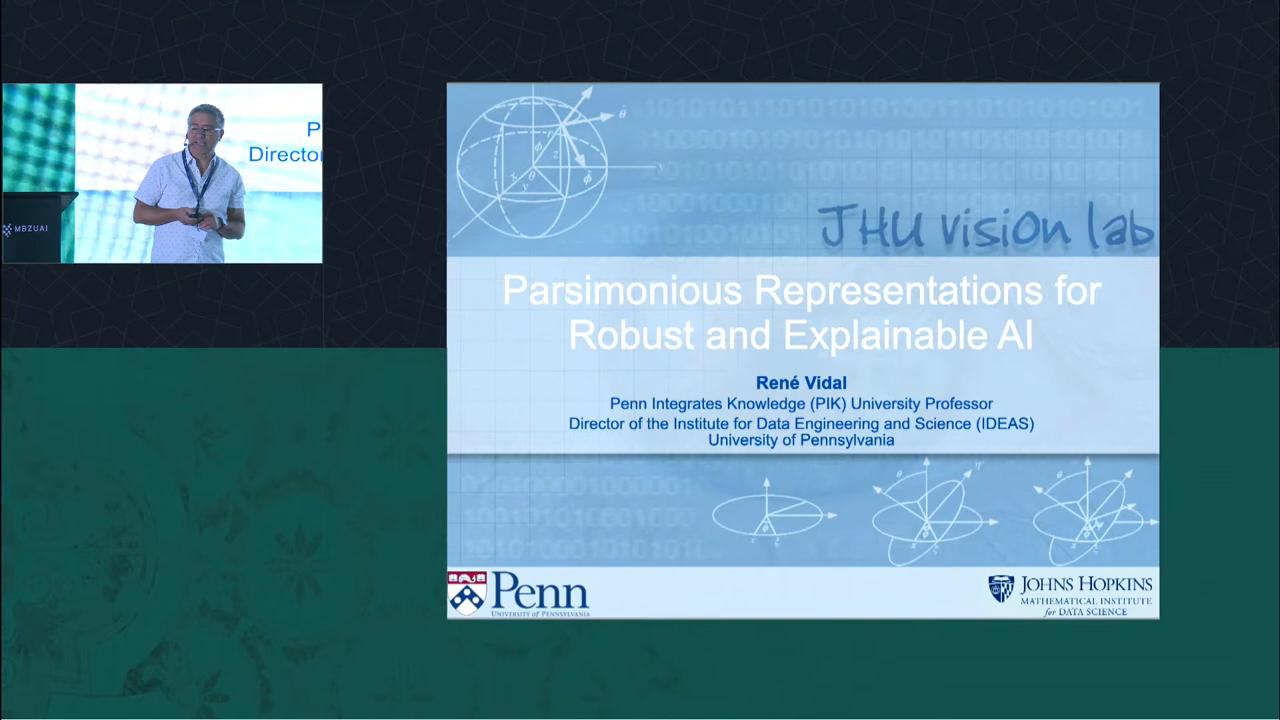 P
Director
MBZUAI
JHU vision lab
Parsimonious Representations for
Robust and Explainable AI
René Vidal
Penn Integrates Knowledge (PIK) University Professor
Director of the Institute for Data Engineering and Science (IDEAS)
University of Pennsylvania
Penn
UNIVERSITY OF PENNSYLVANIA
JOHNS HOPKINS
MATHEMATICAL INSTITUTE
for DATA SCIENCE